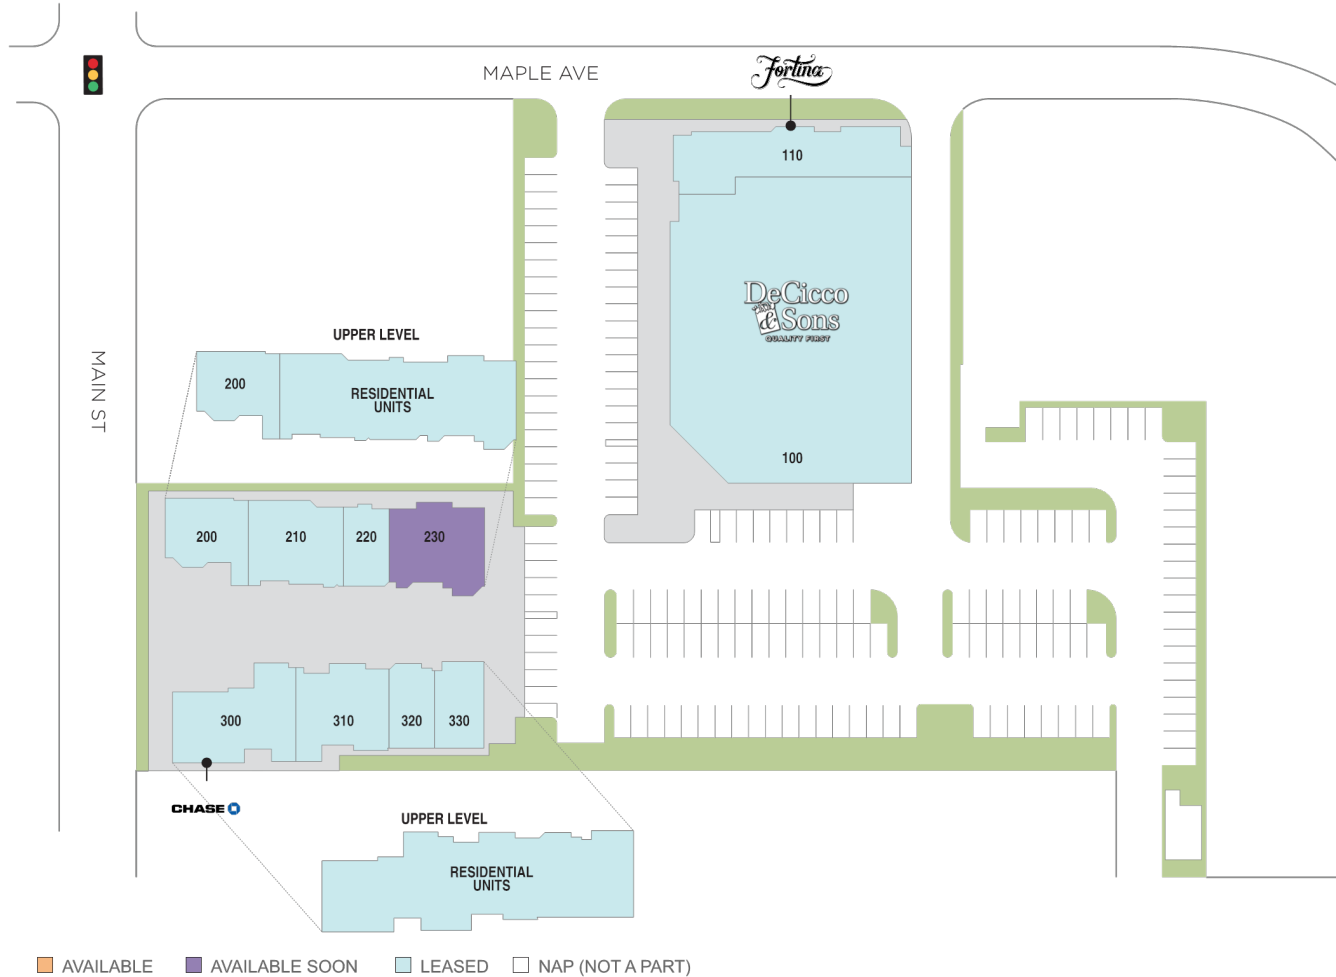 MAPLE AVE
Fortina
110
DeCicco
& Sons
QUALITY FIRST
100
MAIN ST
UPPER LEVEL
200
RESIDENTIAL
UNITS
200
210
220
230
300
310
320
330
CHASE
UPPER LEVEL
RESIDENTIAL
UNITS
AVAILABLE
AVAILABLE SOON
LEASED
NAP (NOT A PART)